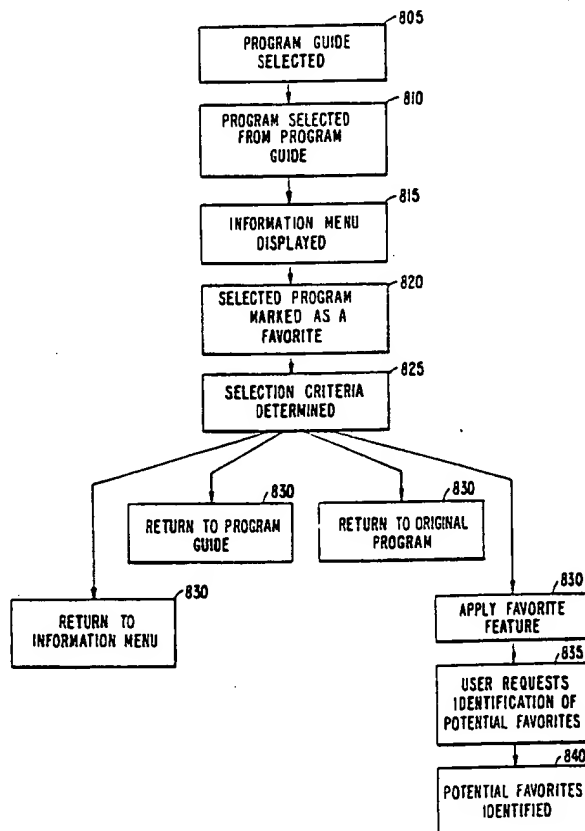 805
PROGRAM GUIDE
SELECTED
810
PROGRAM SELECTED
FROM PROGRAM
GUIDE
815
INFORMATION MENU
DISPLAYED
820
SELECTED PROGRAM
MARKED AS A
FAVORITE
825
SELECTION CRITERIA
DETERMINED
830
RETURN TO
INFORMATION MENU
830
RETURN TO PROGRAM
GUIDE
830
RETURN TO ORIGINAL
PROGRAM
830
APPLY FAVORITE
FEATURE
835
USER REQUESTS
IDENTIFICATION OF
POTENTIAL FAVORITES
840
POTENTIAL FAVORITES
IDENTIFIED